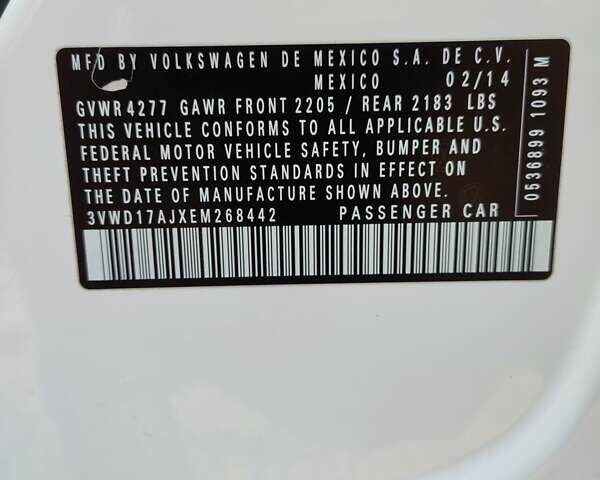 MFD BY VOLKSWAGEN DE MEXICO S.A. DE C.V.
MEXICO 02/14
GVWR 4277 GAWR FRONT 2205 / REAR 2183 LBS
THIS VEHICLE CONFORMS TO ALL APPLICABLE U.S.
FEDERAL MOTOR VEHICLE SAFETY, BUMPER AND
THEFT PREVENTION STANDARDS IN EFFECT ON
THE DATE OF MANUFACTURE SHOWN ABOVE.
3VWD17AJXEM268442 PASSENGER CAR
0536899 1093 M